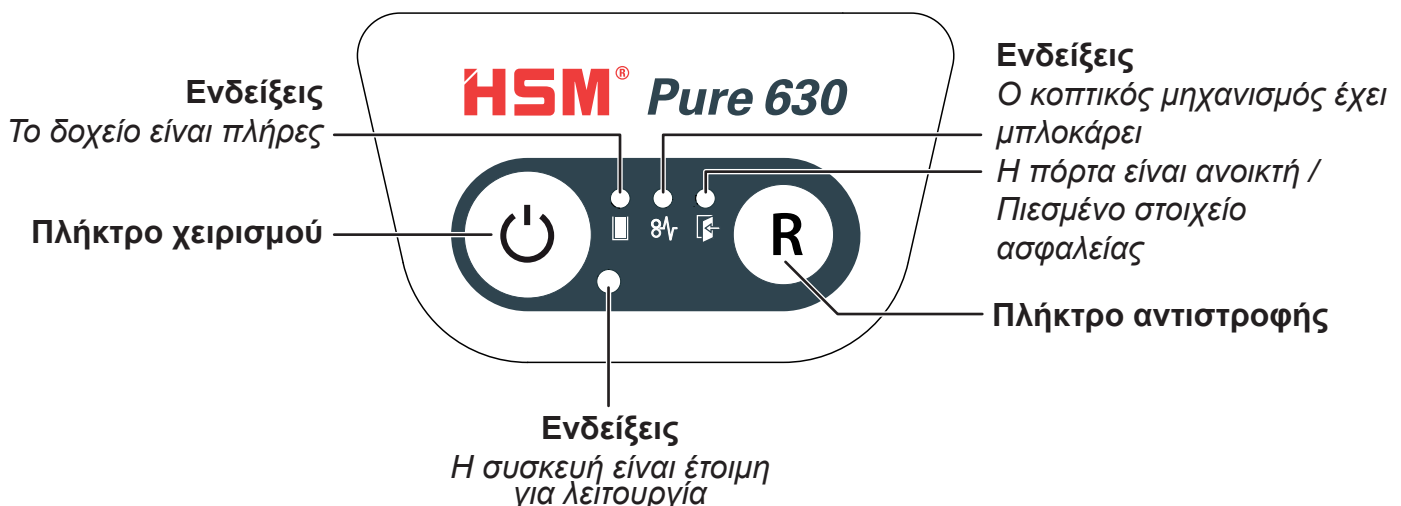 Ενδείξεις
Το δοχείο είναι πλήρες
Πλήκτρο χειρισμού
HSM® Pure 630
R
Ενδείξεις
Ο κοπτικός μηχανισμός έχει
μπλοκάρει
Η πόρτα είναι ανοικτή /
Πιεσμένο στοιχείο
ασφαλείας
Πλήκτρο αντιστροφής
Ενδείξεις
Η συσκευή είναι έτοιμη
για λειτουργία